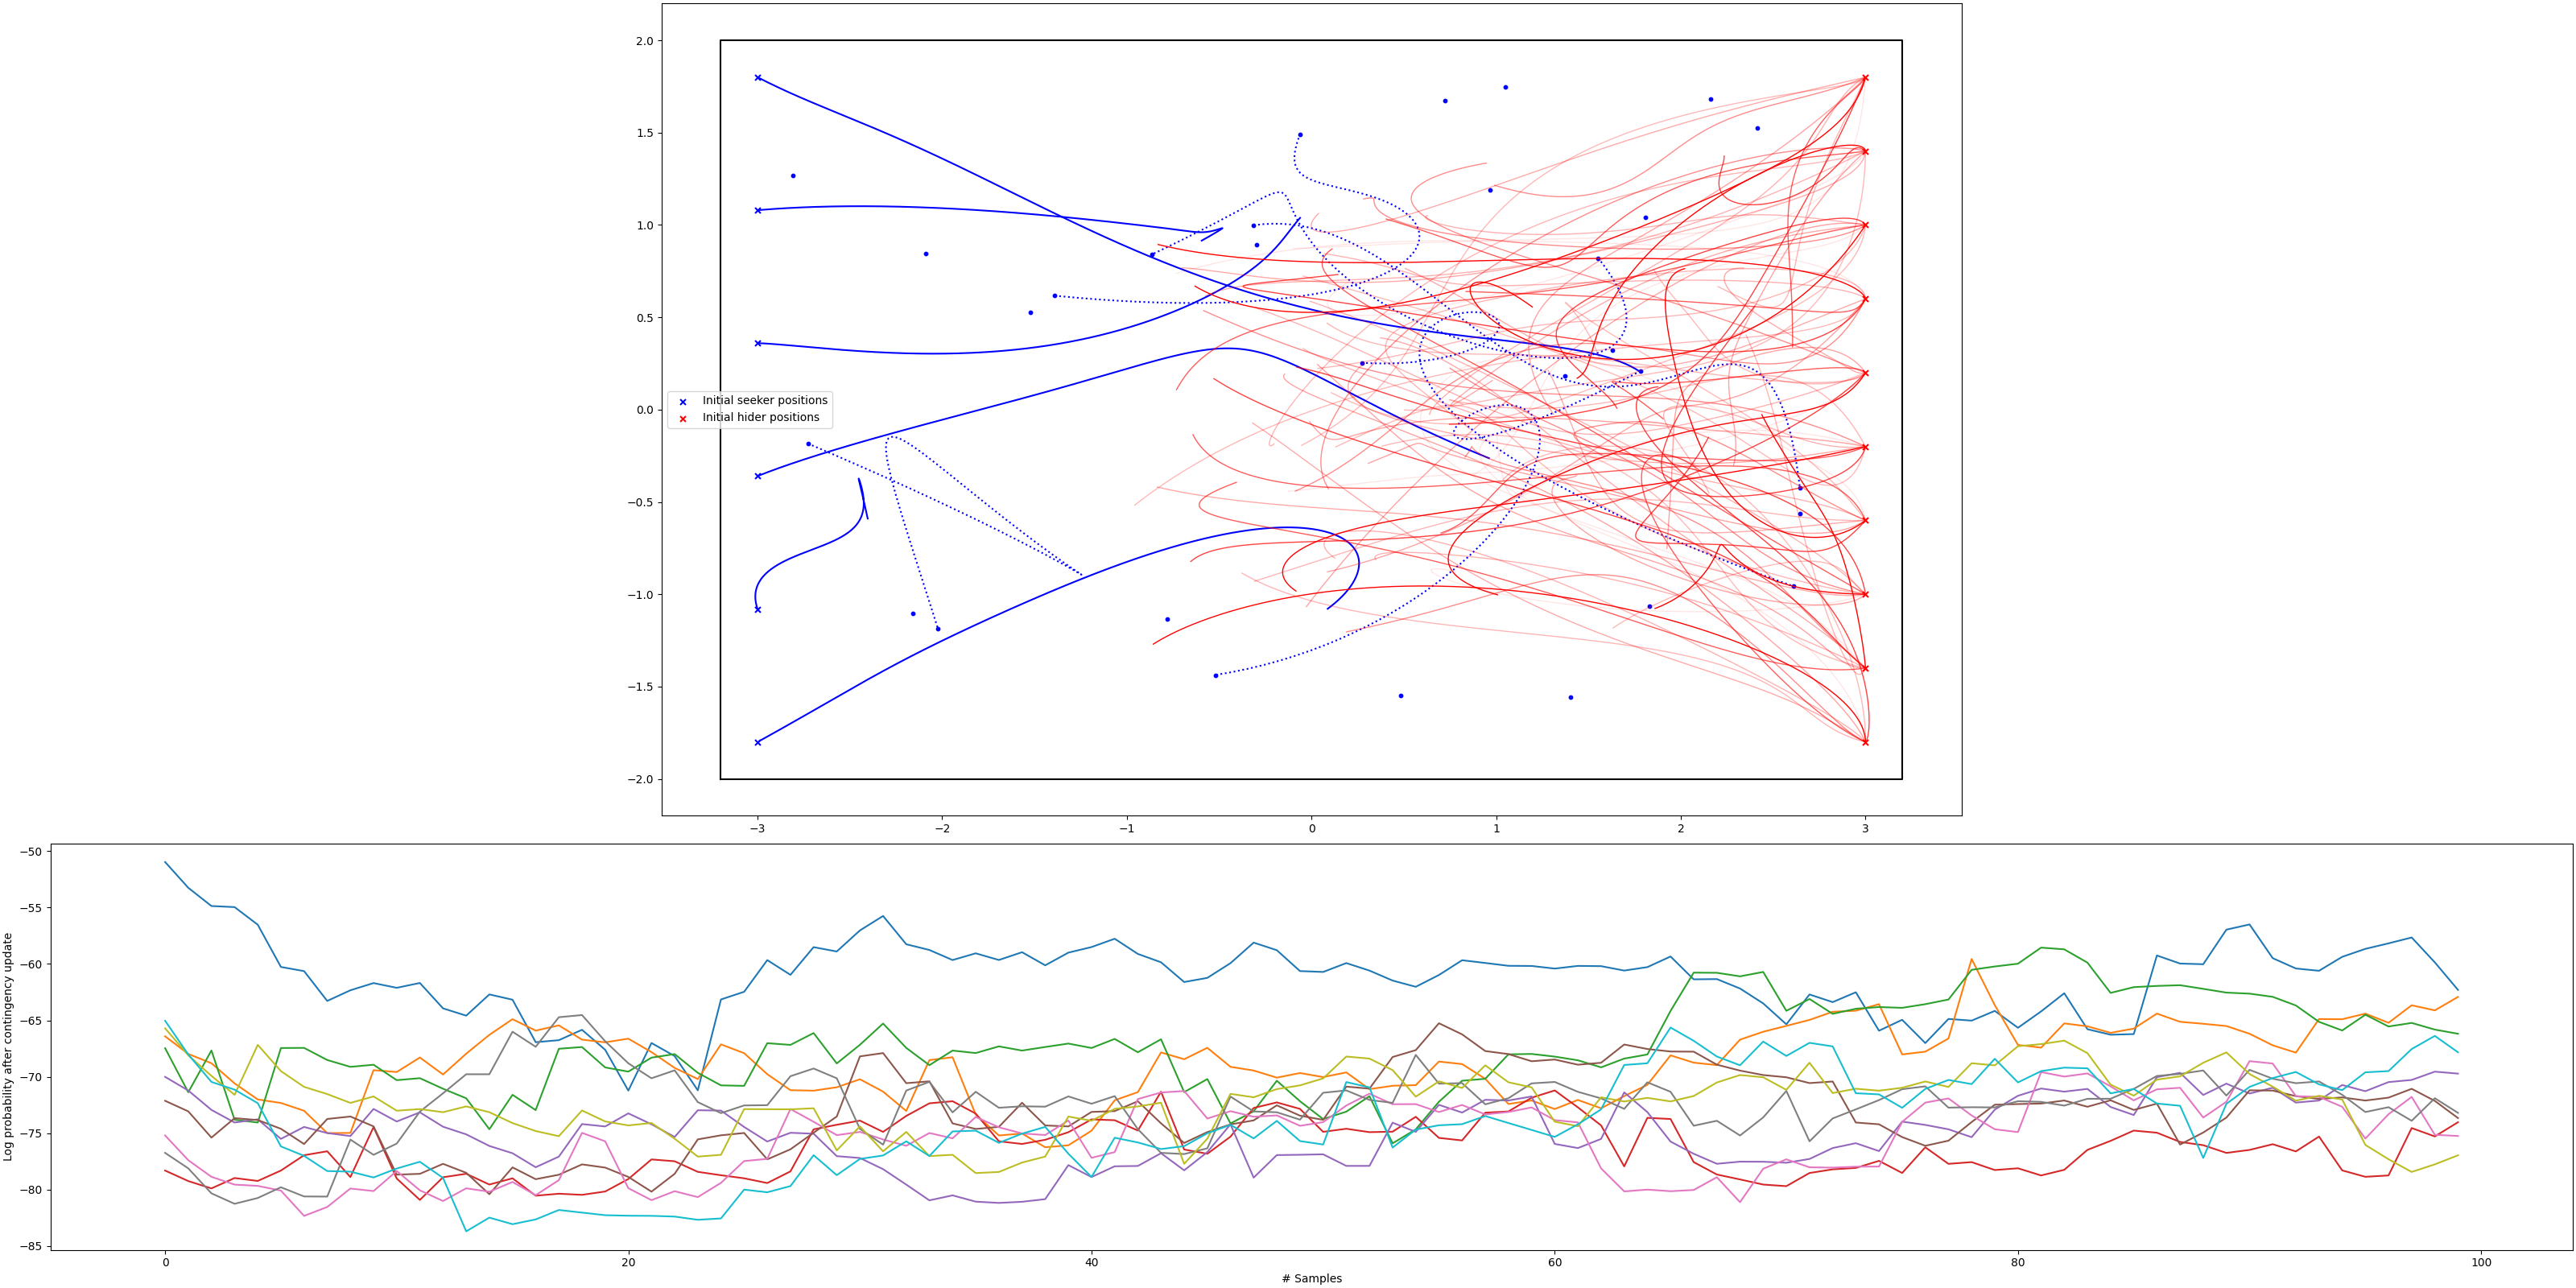 2.0
1.5
1.0
0.5
0.0
−0.5
−1.0
−1.5
−2.0
Initial seeker positions
Initial hider positions
−3 −2 −1 0 1 2 3
Log probability after contingency update
−50
−55
−60
−65
−70
−75
−80
−85
0 20 40 60 80 100
# Samples